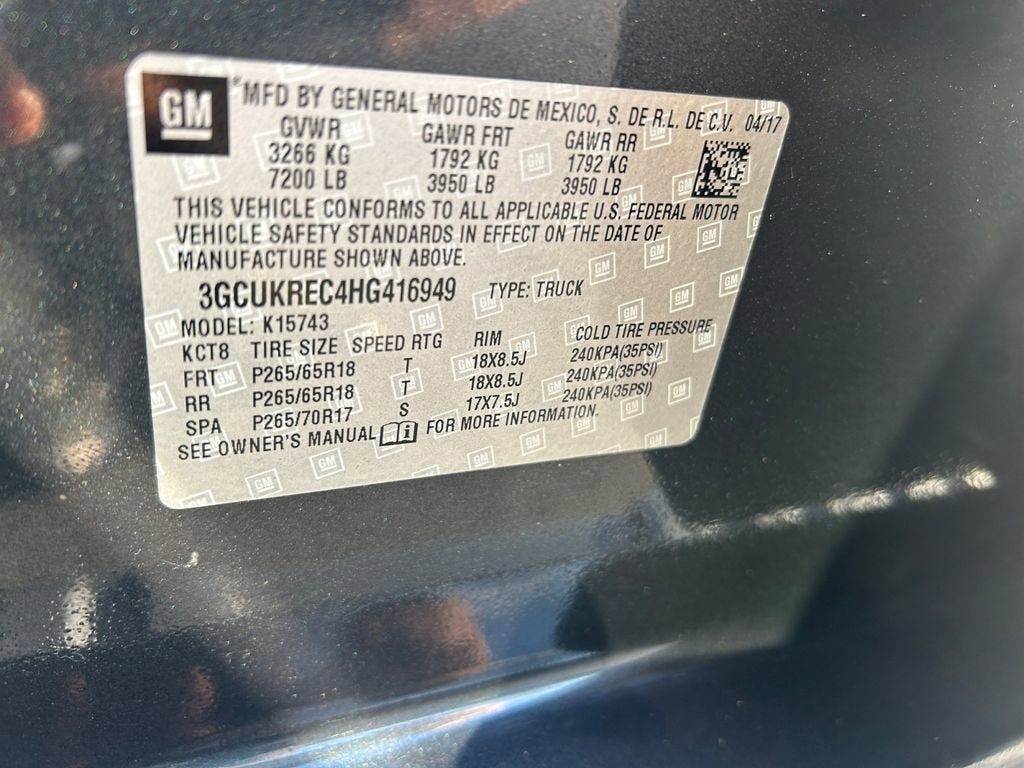 GM
*MFD BY GENERAL MOTORS DE MEXICO, S. DE R.L. DE C.V. 04/17
GVWR GAWR FRT GAWR RR
3266 KG 1792 KG 1792 KG
7200 LB 3950 LB 3950 LB
THIS VEHICLE CONFORMS TO ALL APPLICABLE U.S. FEDERAL MOTOR
VEHICLE SAFETY STANDARDS IN EFFECT ON THE DATE OF
MANUFACTURE SHOWN ABOVE.
3GCUKREC4HG416949 TYPE: TRUCK
MODEL: K15743
KCT8 TIRE SIZE SPEED RTG RIM COLD TIRE PRESSURE
FRT P265/65R18 T 18X8.5J 240KPA(35PSI)
RR P265/65R18 T 18X8.5J 240KPA(35PSI)
SPA P265/70R17 S 17X7.5J 240KPA(35PSI)
SEE OWNER'S MANUAL FOR MORE INFORMATION.